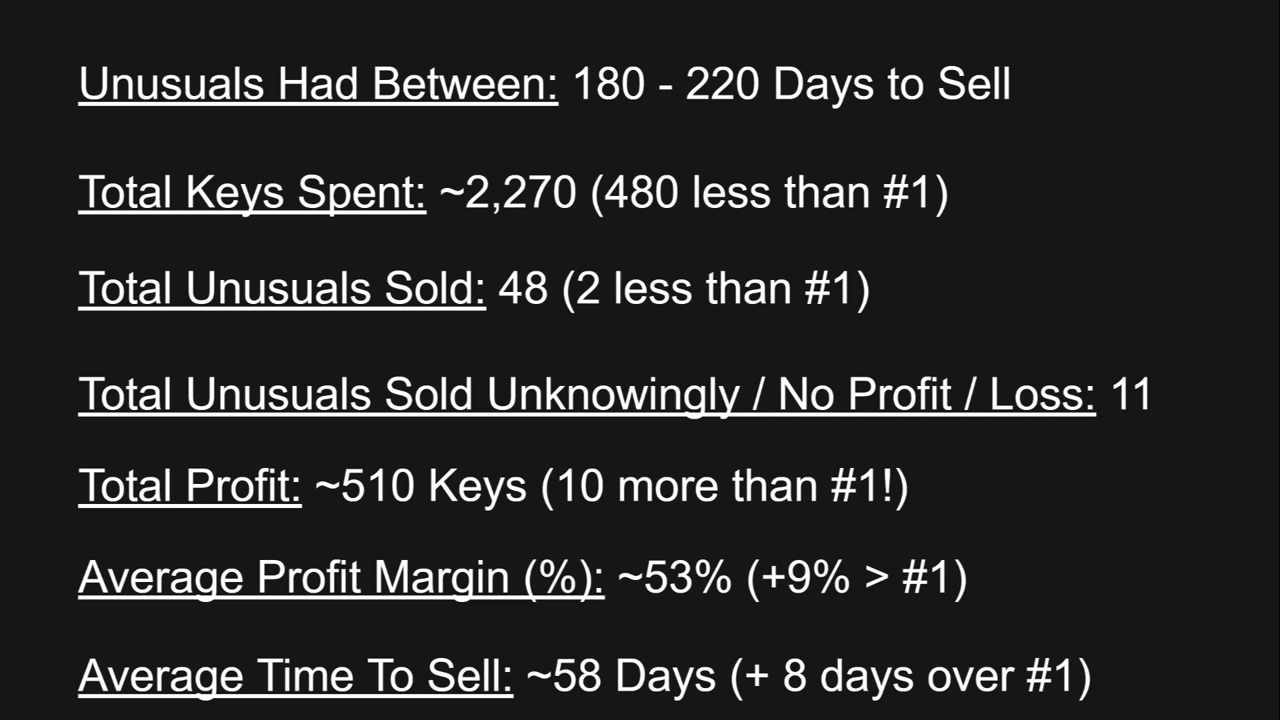 Unusuals Had Between: 180 - 220 Days to Sell
Total Keys Spent: ~2,270 (480 less than #1)
Total Unusuals Sold: 48 (2 less than #1)
Total Unusuals Sold Unknowingly / No Profit / Loss: 11
Total Profit: ~510 Keys (10 more than #1!)
Average Profit Margin (%): ~53% (+9% > #1)
Average Time To Sell: ~58 Days (+ 8 days over #1)